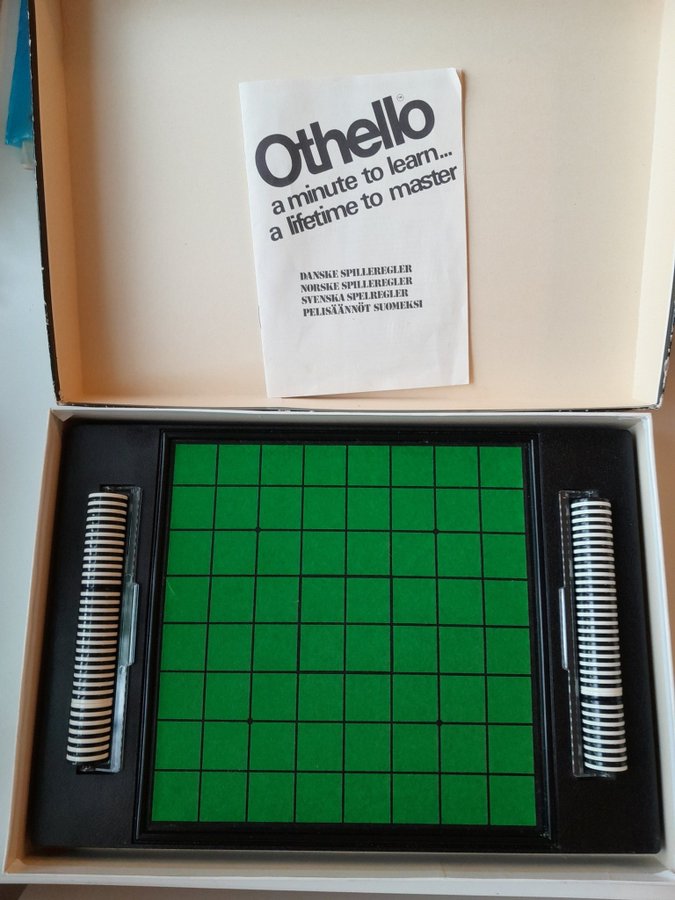 Othello
a minute to learn...
a lifetime to master
DANSKE SPILLEREGLER
NORSKE SPILLEREGLER
SVENSKA SPELREGLER
PELISÄÄNNÖT SUOMEKSI